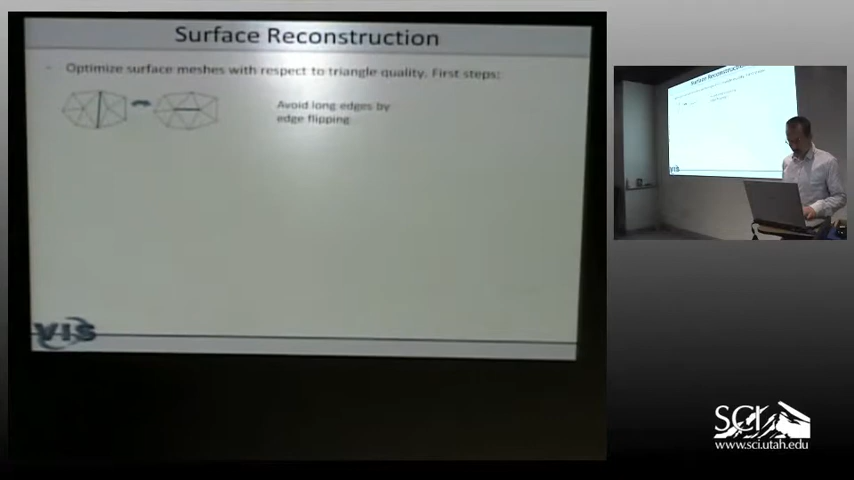 Surface Reconstruction
- Optimize surface meshes with respect to triangle quality. First steps:
Avoid long edges by
edge flipping
VIS
SCI
www.sci.utah.edu